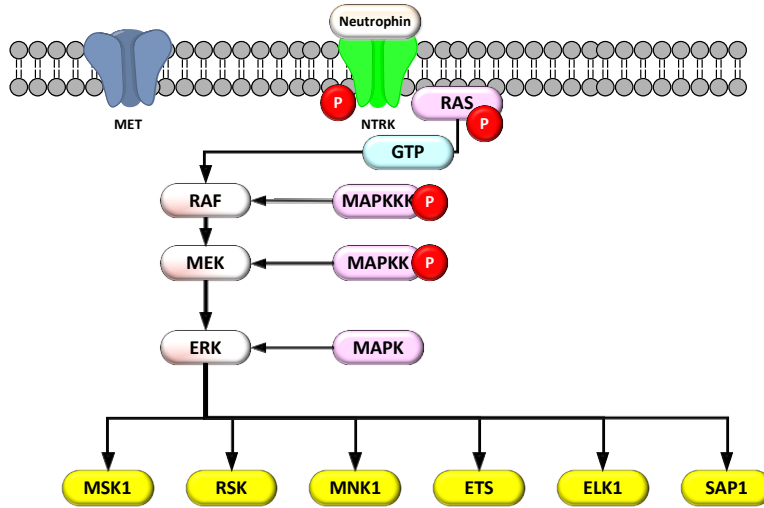 Neutrophin
P
RAS
P
MET
NTRK
GTP
RAF
MAPKKK
P
MEK
MAPKK
P
ERK
MAPK
MSK1
RSK
MNK1
ETS
ELK1
SAP1